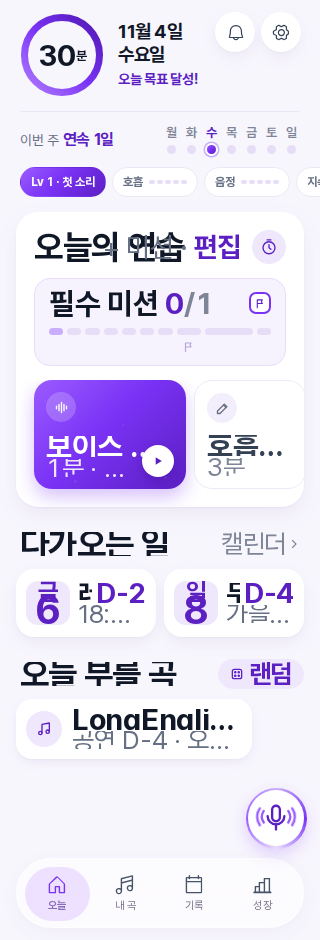 30분
11월 4일
수요일
오늘 목표 달성!
이번 주 연속 1일
월 화 수 목 금 토 일
Lv 1 · 첫 소리
호흡
음정
오늘의 연습
+ 미션 · 편집
필수 미션 0/1
보이스 …
1분 · …
호흡…
3분
다가오는 일
캘린더 ›
금
6
D-2
18:…
일
8
D-4
가을…
오늘 부를 곡
랜덤
LongEngli…
공연 D-4 · 오…
오늘
내 곡
기록
성장